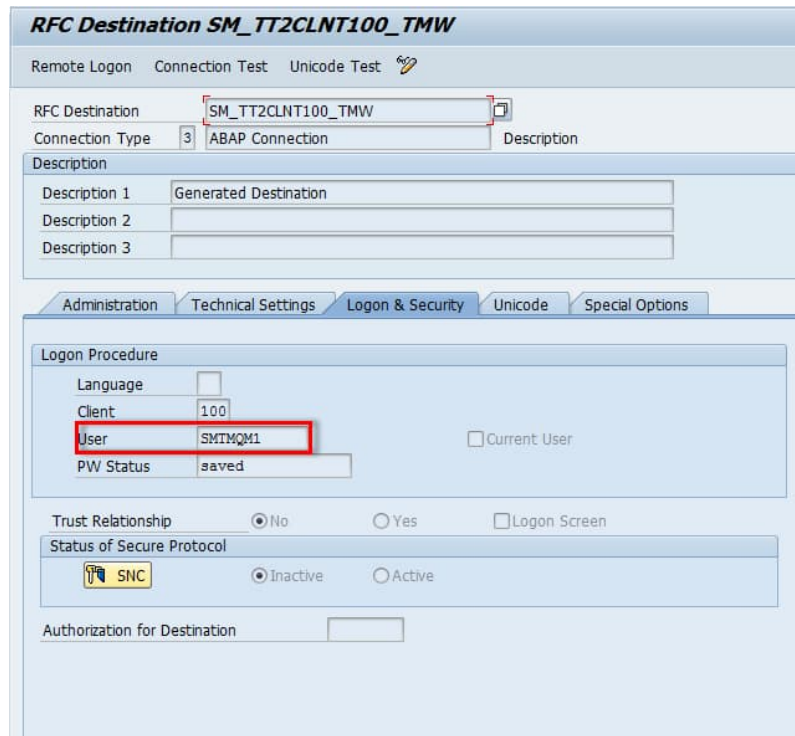 RFC Destination SM_TT2CLNT100_TMW
Remote Logon Connection Test Unicode Test
RFC Destination SM_TT2CLNT100_TMW
Connection Type 3 ABAP Connection Description
Description
Description 1 Generated Destination
Description 2
Description 3
Administration Technical Settings Logon & Security Unicode Special Options
Logon Procedure
Language
Client 100
User SMTMQM1 Current User
PW Status saved
Trust Relationship No Yes Logon Screen
Status of Secure Protocol
SNC Inactive Active
Authorization for Destination